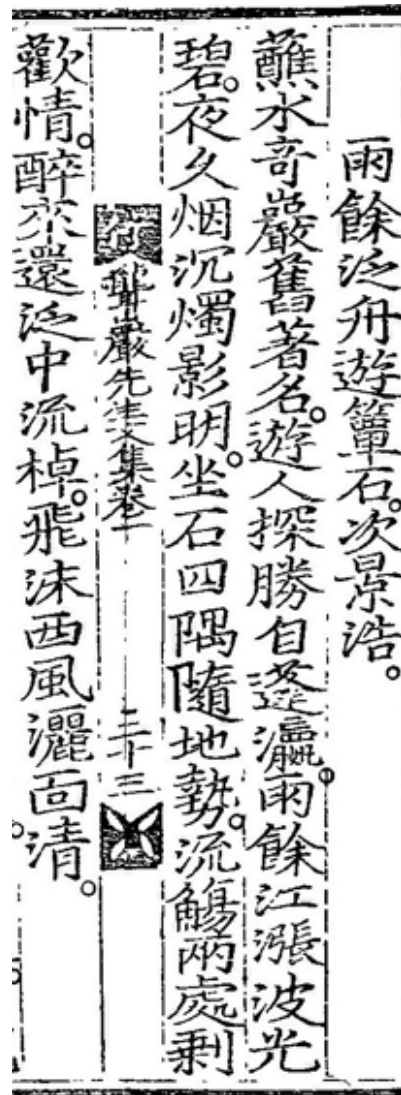 雨餘泛舟遊簟石。次景浩。
蘸水奇巖舊著名。遊人探勝自蓬瀛。雨餘江漲波光
碧。夜久烟沉燭影明。坐石四隅隨地勢。流觴兩處剩
聾巖先生文集卷一 二十三
歡情。醉來還泛中流棹。飛沫西風灑面清。